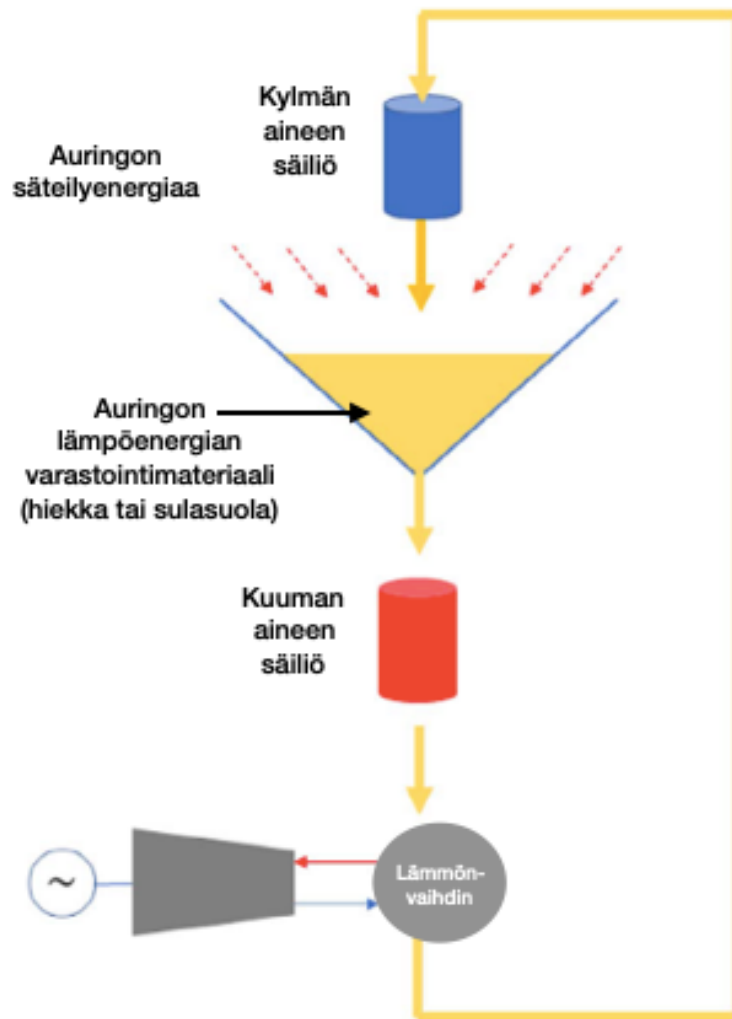 Kylmän
aineen
säiliö
Auringon
säteilyenergiaa
Auringon
lämpöenergian
varastointimateriaali
(hiekka tai sulasuola)
Kuuman
aineen
säiliö
~
Lämmön-
vaihdin